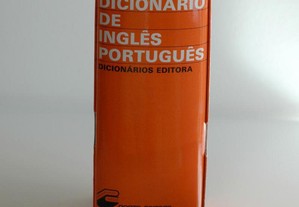 DICIONÁRIO
DE
INGLÊS
PORTUGUÊS
DICIONÁRIOS EDITORA